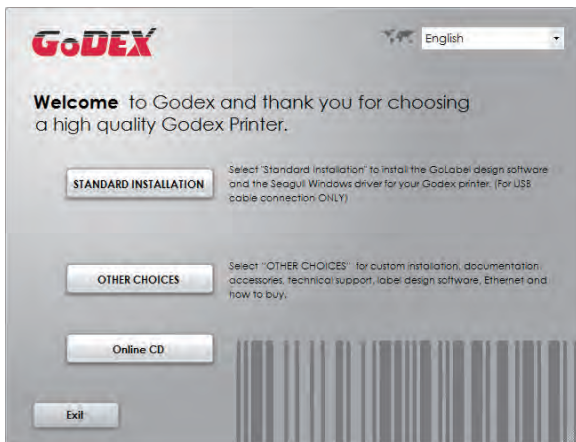 GoDEX
English
Welcome to Godex and thank you for choosing
a high quality Godex Printer.
STANDARD INSTALLATION
Select "Standard Installation" to install the GoLabel design software
and the Seagull Windows driver for your Godex printer. (For USB
cable connection ONLY)
OTHER CHOICES
Select "OTHER CHOICES" for custom installation, documentation
accessories, technical support, label design software, Ethernet and
how to buy.
Online CD
Exit